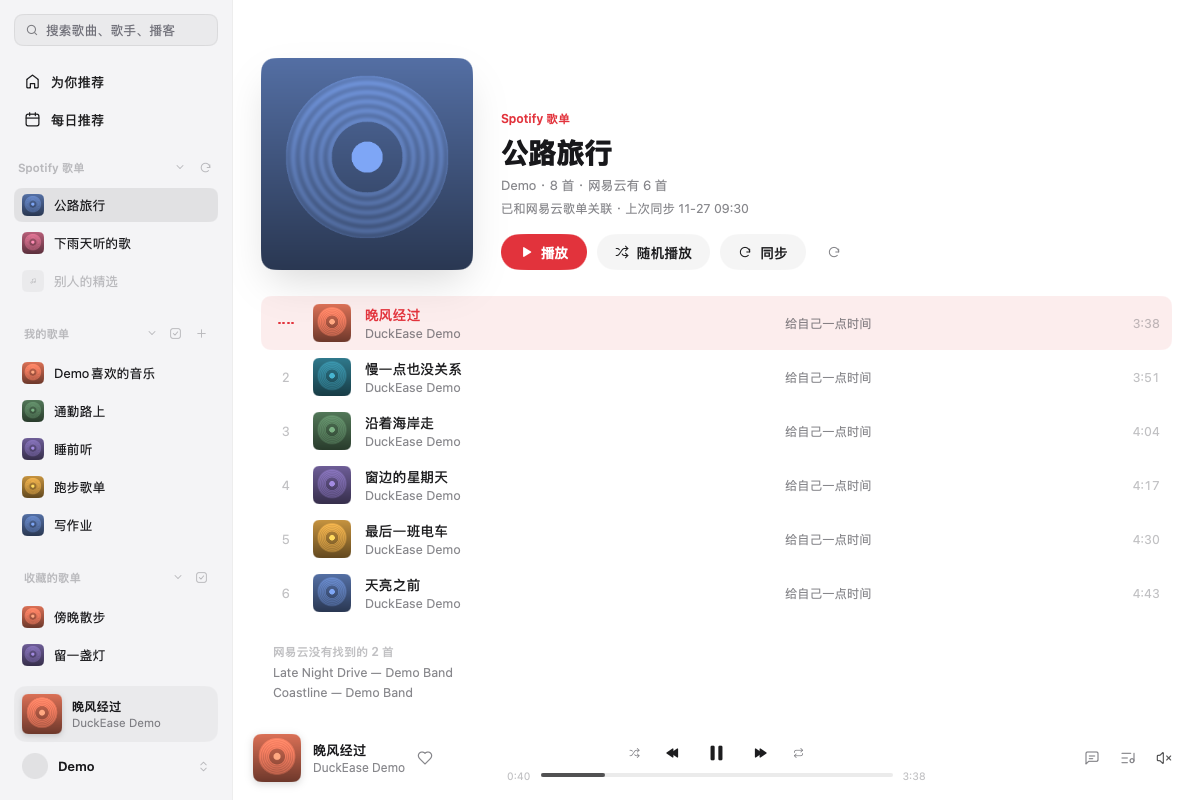 搜索歌曲、歌手、播客
为你推荐
每日推荐
Spotify 歌单
公路旅行
下雨天听的歌
别人的精选
我的歌单
Demo喜欢的音乐
通勤路上
睡前听
跑步歌单
写作业
收藏的歌单
傍晚散步
留一盏灯
晚风经过
DuckEase Demo
Demo
Spotify 歌单
公路旅行
Demo · 8 首 · 网易云有 6 首
已和网易云歌单关联 · 上次同步 11-27 09:30
播放 随机播放 同步
晚风经过
DuckEase Demo
给自己一点时间
3:38
2
慢一点也没关系
DuckEase Demo
给自己一点时间
3:51
3
沿着海岸走
DuckEase Demo
给自己一点时间
4:04
4
窗边的星期天
DuckEase Demo
给自己一点时间
4:17
5
最后一班电车
DuckEase Demo
给自己一点时间
4:30
6
天亮之前
DuckEase Demo
给自己一点时间
4:43
网易云没有找到的 2 首
Late Night Drive — Demo Band
Coastline — Demo Band
晚风经过
DuckEase Demo
0:40
3:38